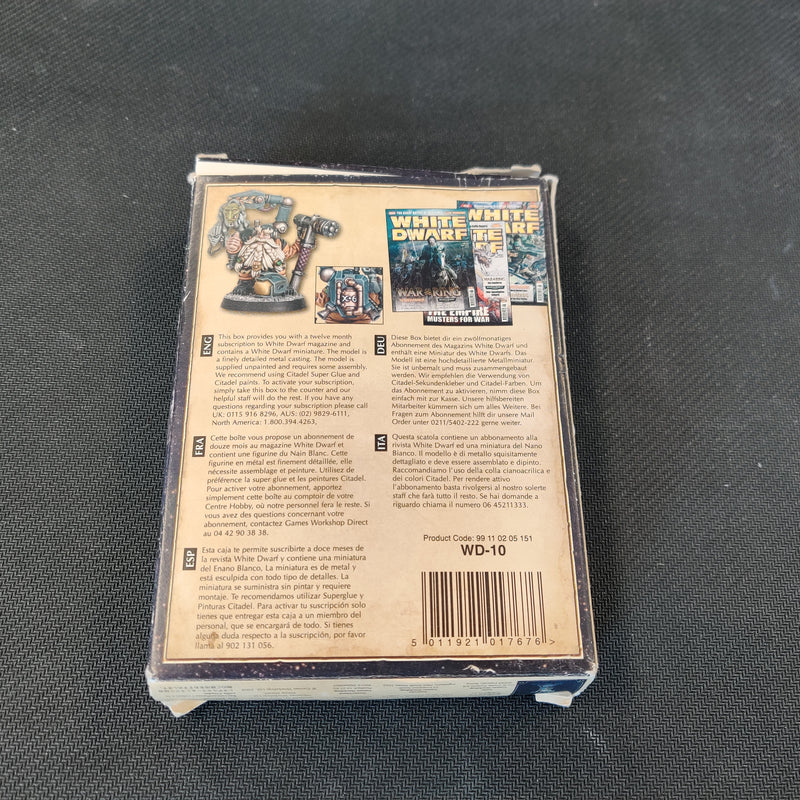 WHITE
DWARF
WAR OF THE RING
WHITE
DWARF
THE EMPIRE
MUSTERS FOR WAR
X-6
ENG
This box provides you with a twelve month
subscription to White Dwarf magazine and
contains a White Dwarf miniature. The model is
a finely detailed metal casting. The model is
supplied unpainted and requires some assembly.
We recommend using Citadel Super Glue and
Citadel paints. To activate your subscription,
simply take this box to the counter and our
helpful staff will do the rest. If you have any
questions regarding your subscription please call
UK: 0115 916 8296, AUS: (02) 9829-6111,
North America: 1.800.394.4263,
FRA
Cette boîte vous propose un abonnement de
douze mois au magazine White Dwarf et
contient une figurine du Nain Blanc. Cette
figurine en métal est finement détaillée, elle
nécessite assemblage et peinture. Utilisez de
préférence la super glue et les peintures Citadel.
Pour activer votre abonnement, apportez
simplement cette boîte au comptoir de votre
Centre Hobby, où notre personnel fera le reste. Si
vous avez des questions concernant votre
abonnement, contactez Games Workshop Direct
au 04 42 90 38 38.
ESP
Esta caja te permite suscribirte a doce meses de
la revista White Dwarf y contiene una miniatura
del Enano Blanco, La miniatura es de metal y
está esculpida con todo tipo de detalles. La
miniatura se suministra sin pintar y requiere
montaje. Te recomendamos utilizar Superglue y
Pinturas Citadel. Para activar tu suscripción solo
tienes que entregar esta caja a un miembro del
personal, que se encargará de todo. Si tienes
alguna duda respecto a la suscripción, por favor
llama al 902 131 056.
DEU
Diese Box bietet dir ein zwölfmonatiges
Abonnement des Magazins White Dwarf und
enthält eine Miniatur des White Dwarfs. Das
Modell ist eine hochdetaillierte Metallminiatur.
Sie ist unbemalt und muss zusammengebaut
werden. Wir empfehlen die Verwendung von
Citadel-Sekundenkleber und Citadel-Farben. Um
das Abonnement zu aktivieren, nimm diese Box
einfach mit zur Kasse. Unsere hilfsbereiten
Mitarbeiter kümmern sich um alles Weitere. Bei
Fragen zum Abonnement hilft dir unsere Mail
Order unter 0211/5402-222 gerne weiter.
ITA
Questa scatola contiene un abbonamento alla
rivista White Dwarf ed una miniatura del Nano
Bianco. Il modello è di metallo squisitamente
dettagliato e deve essere assemblato e dipinto.
Raccomandiamo l'uso della colla cianoacrilica e
dei colori Citadel. Per rendere attivo
l'abbonamento basta rivolgersi al nostro solerte
staff che farà tutto il resto. Se hai domande a
riguardo chiama il numero 06 45211333.
Product Code: 99 11 02 05 151
WD-10
5 011921 017676 >